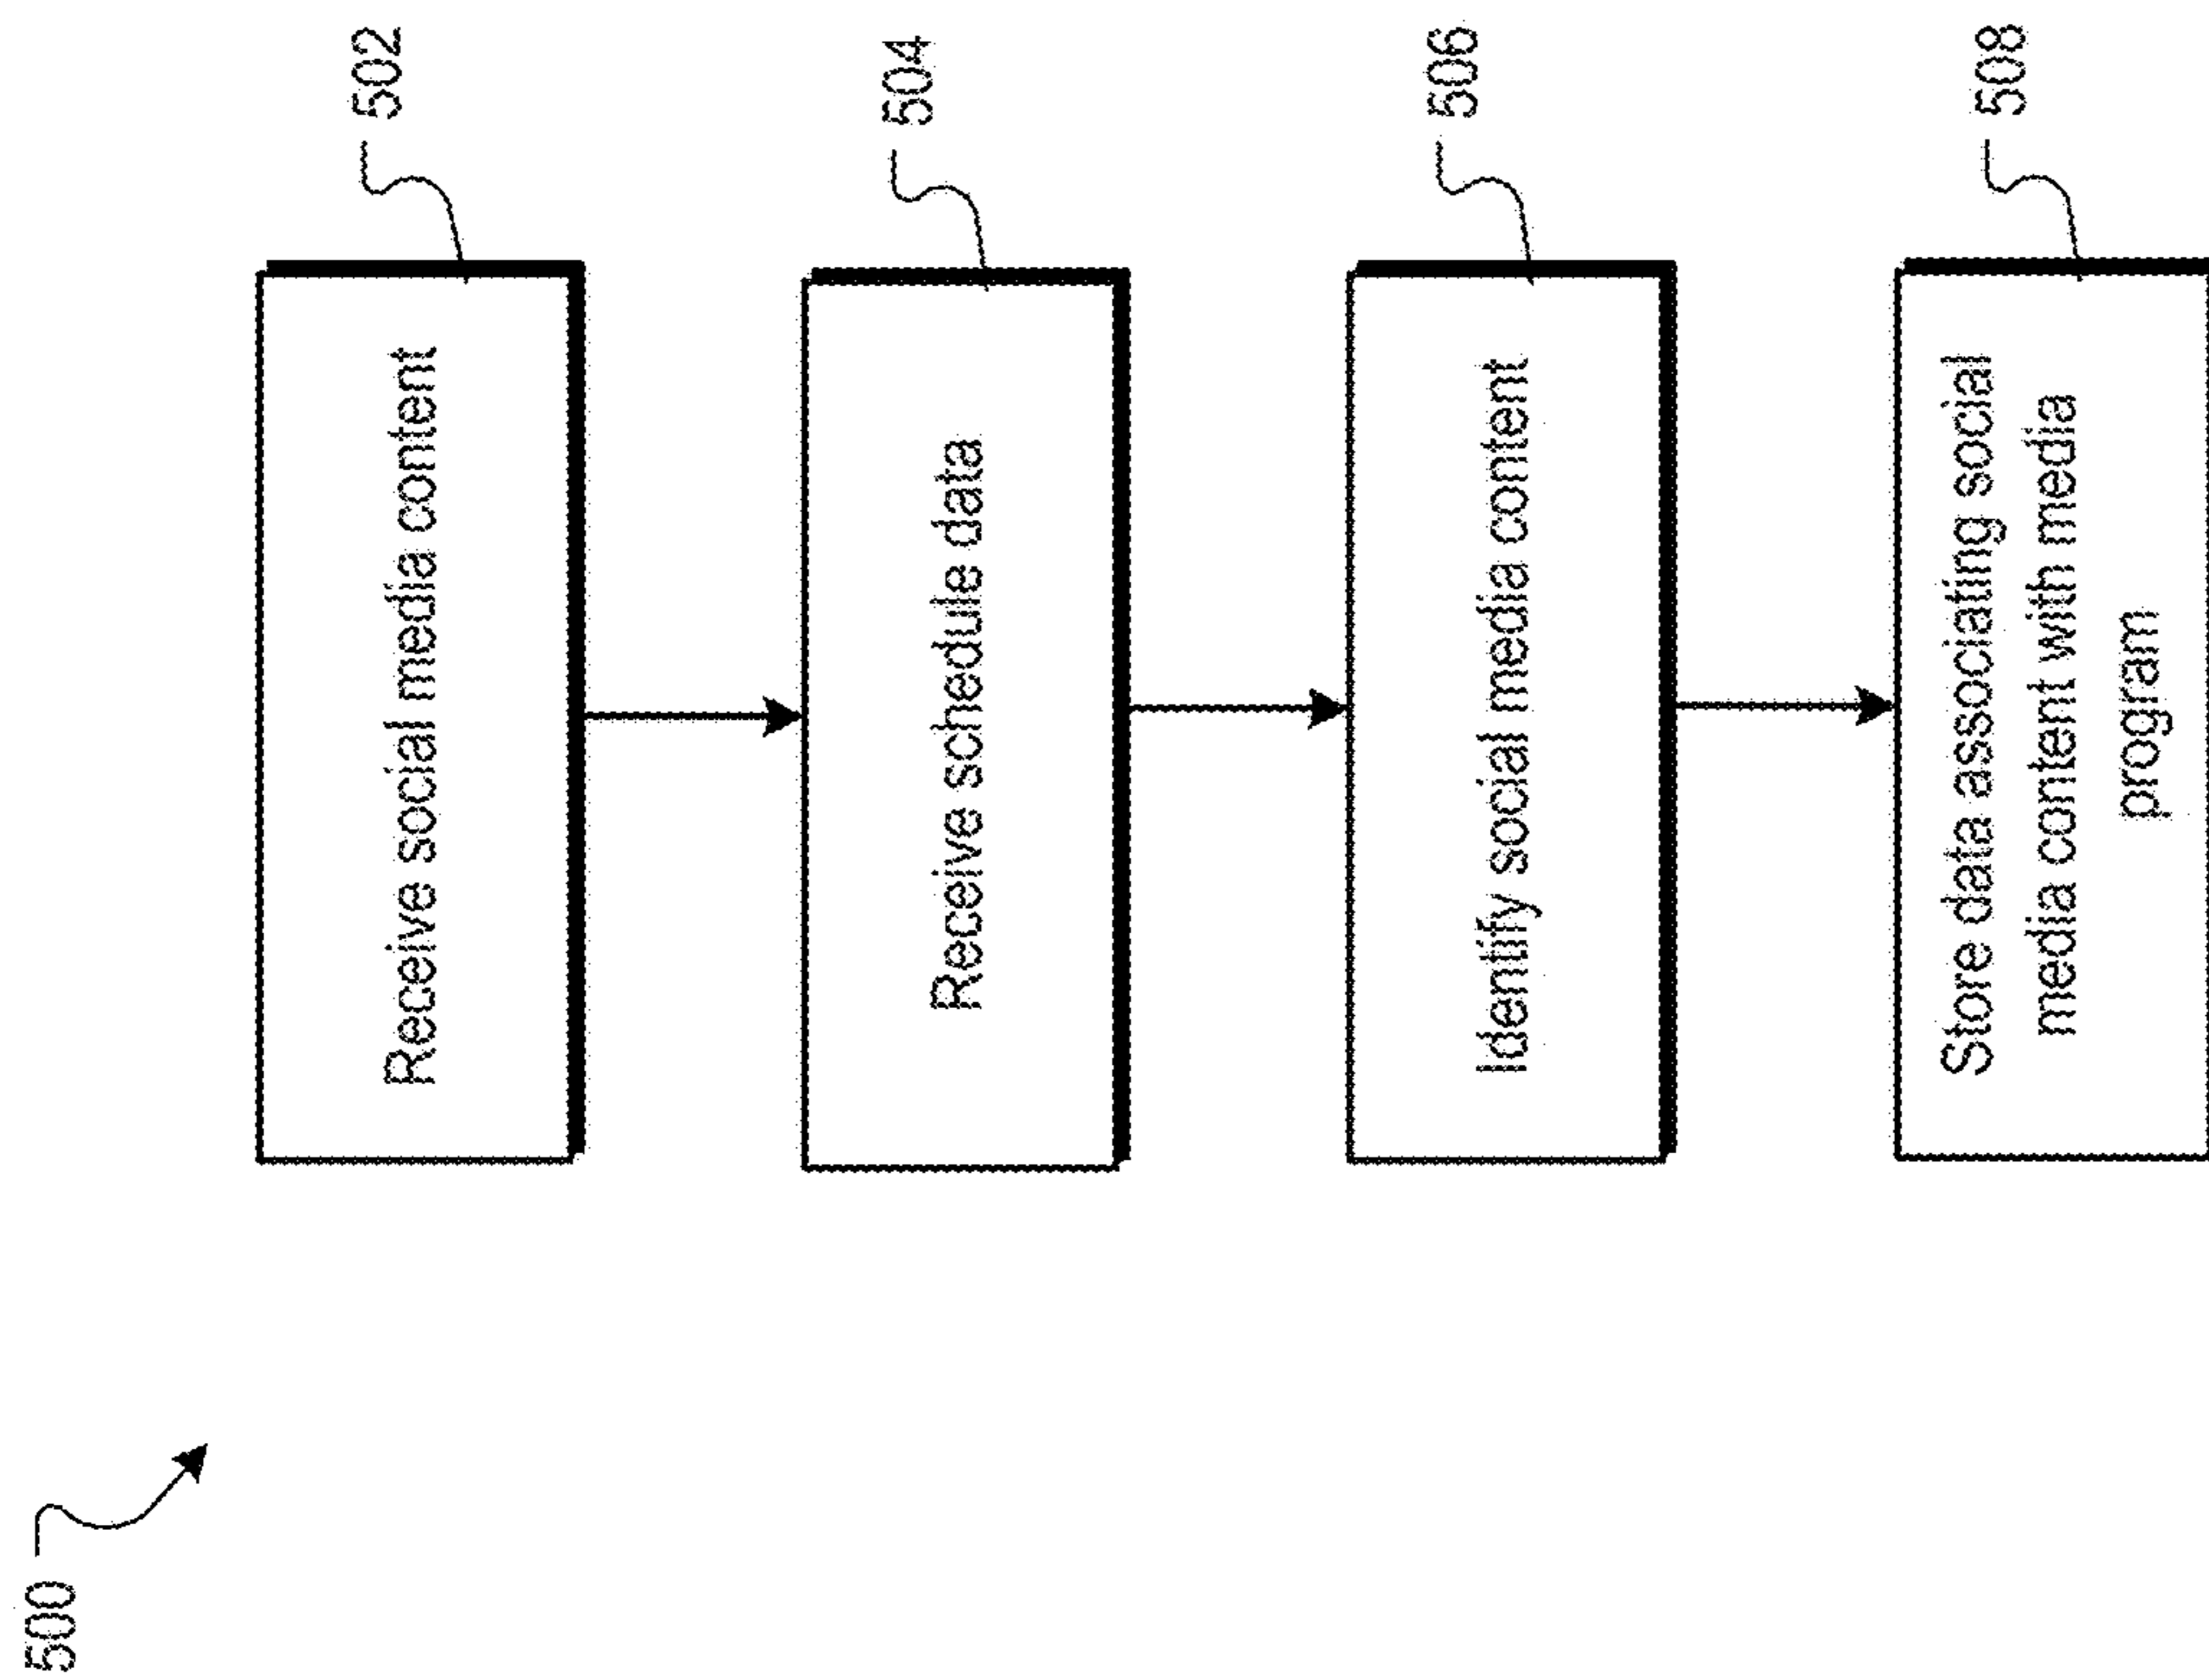 500
Receive social media content
502
Receive schedule data
504
Identify social media content
506
Store data associating social
media content with media
program
508